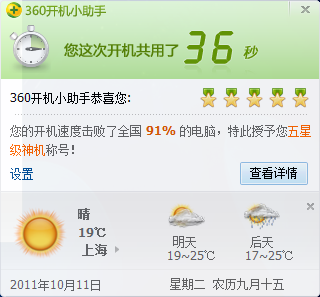 360开机小助手
您这次开机共用了 36 秒
360开机小助手恭喜您:
您的开机速度击败了全国 91% 的电脑，特此授予您五星
级神机称号！
设置 查看详情
晴
19℃
上海
明天 后天
19~25℃ 17~25℃
2011年10月11日 星期二 农历九月十五